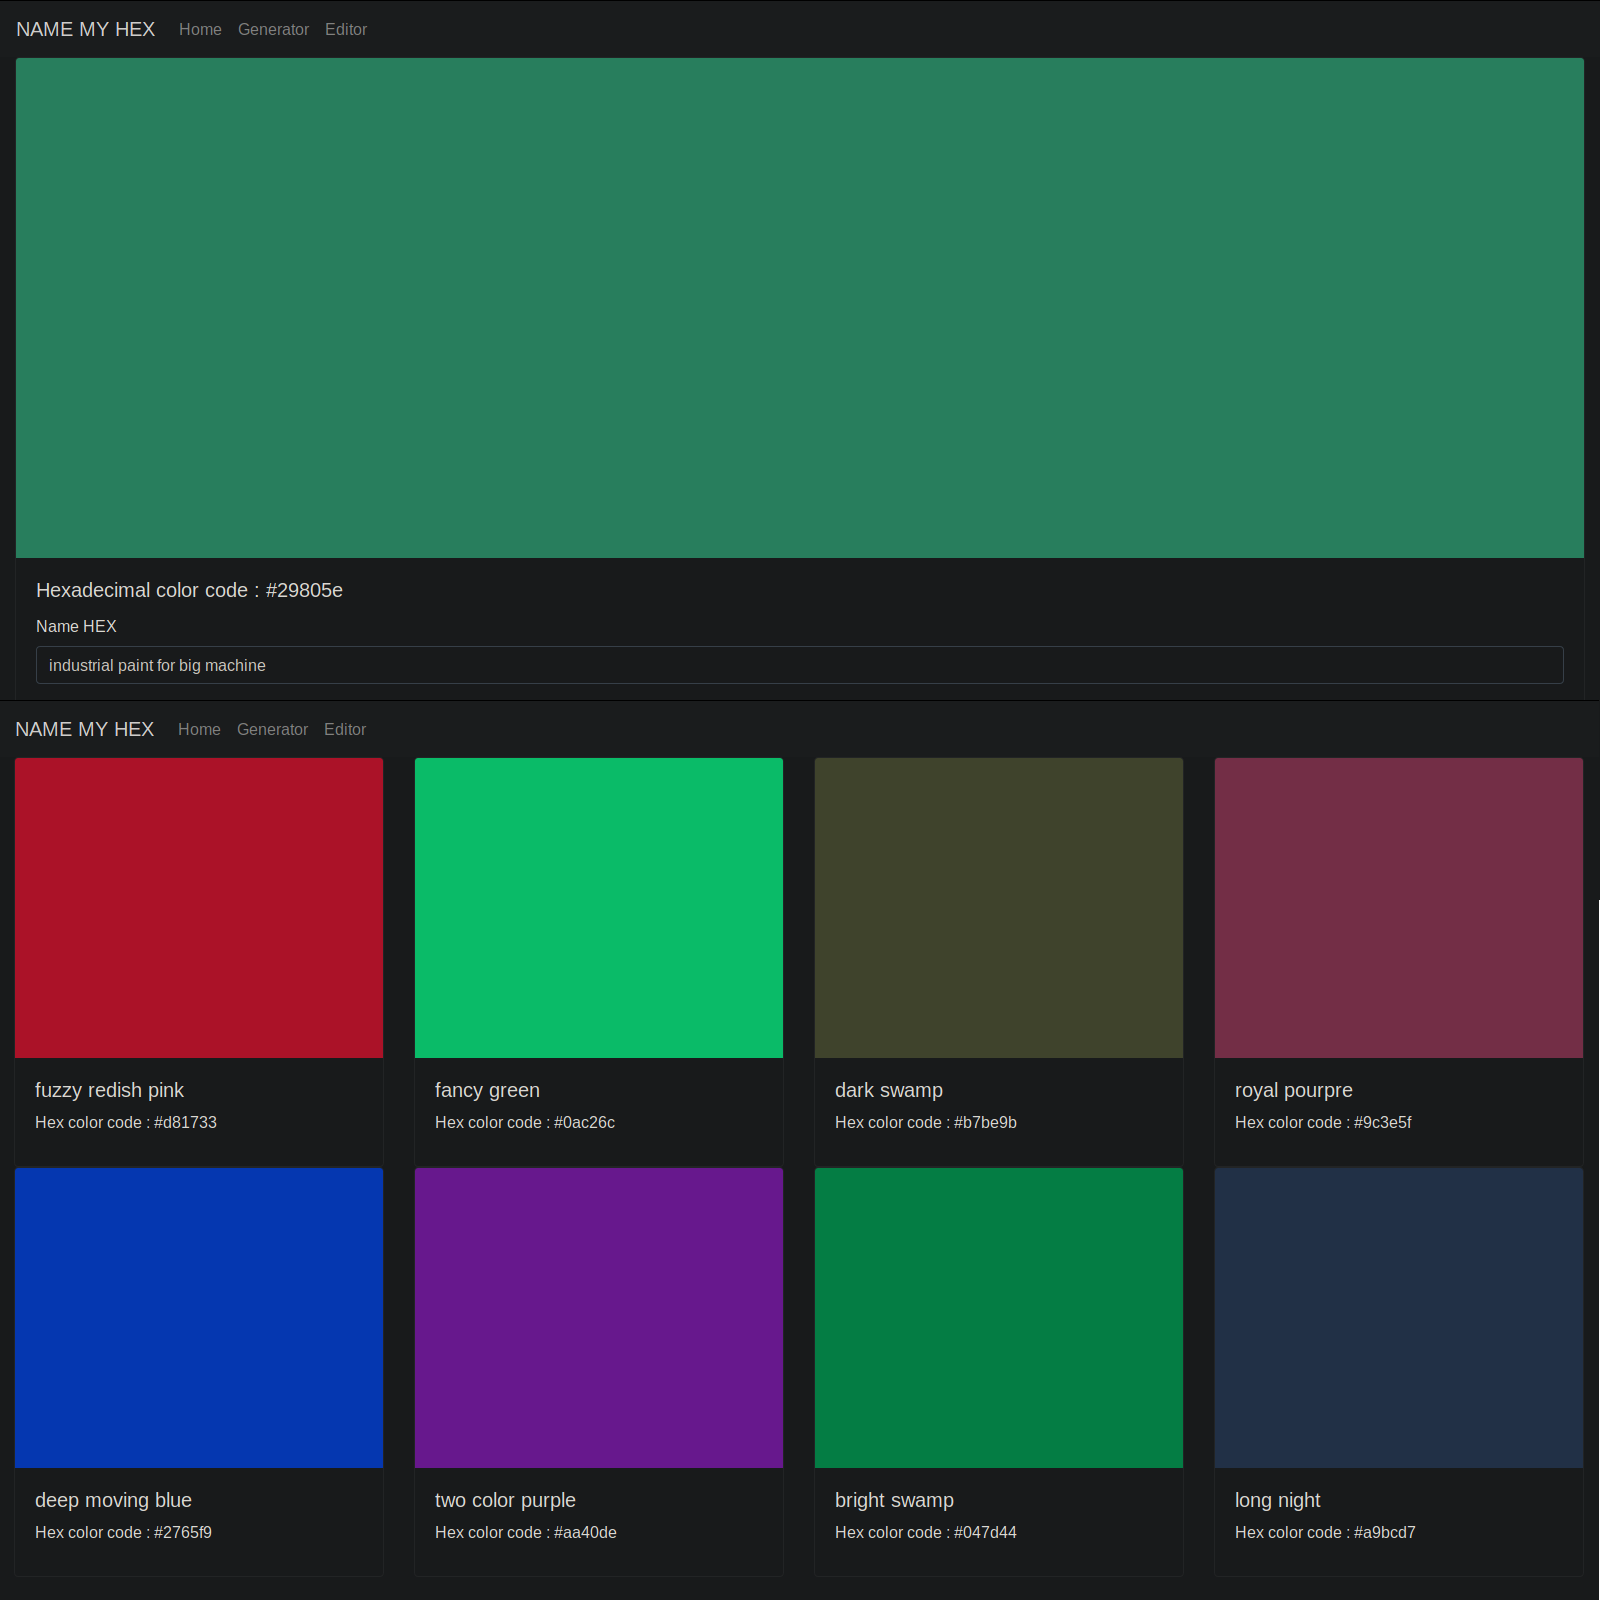 NAME MY HEX Home Generator Editor
Hexadecimal color code : #29805e
Name HEX
industrial paint for big machine
NAME MY HEX Home Generator Editor
fuzzy redish pink
Hex color code : #d81733
fancy green
Hex color code : #0ac26c
dark swamp
Hex color code : #b7be9b
royal pourpre
Hex color code : #9c3e5f
deep moving blue
Hex color code : #2765f9
two color purple
Hex color code : #aa40de
bright swamp
Hex color code : #047d44
long night
Hex color code : #a9bcd7